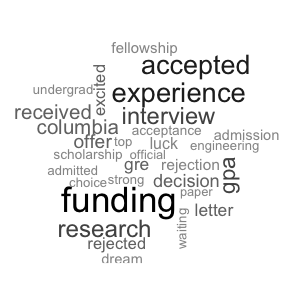 fellowship
accepted
undergrad
excited
experience
received
interview
columbia
acceptance
admission
offer
top
luck
engineering
scholarship
official
gre
rejection
gpa
admitted
choice
strong
decision
paper
funding
letter
research
waiting
rejected
dream